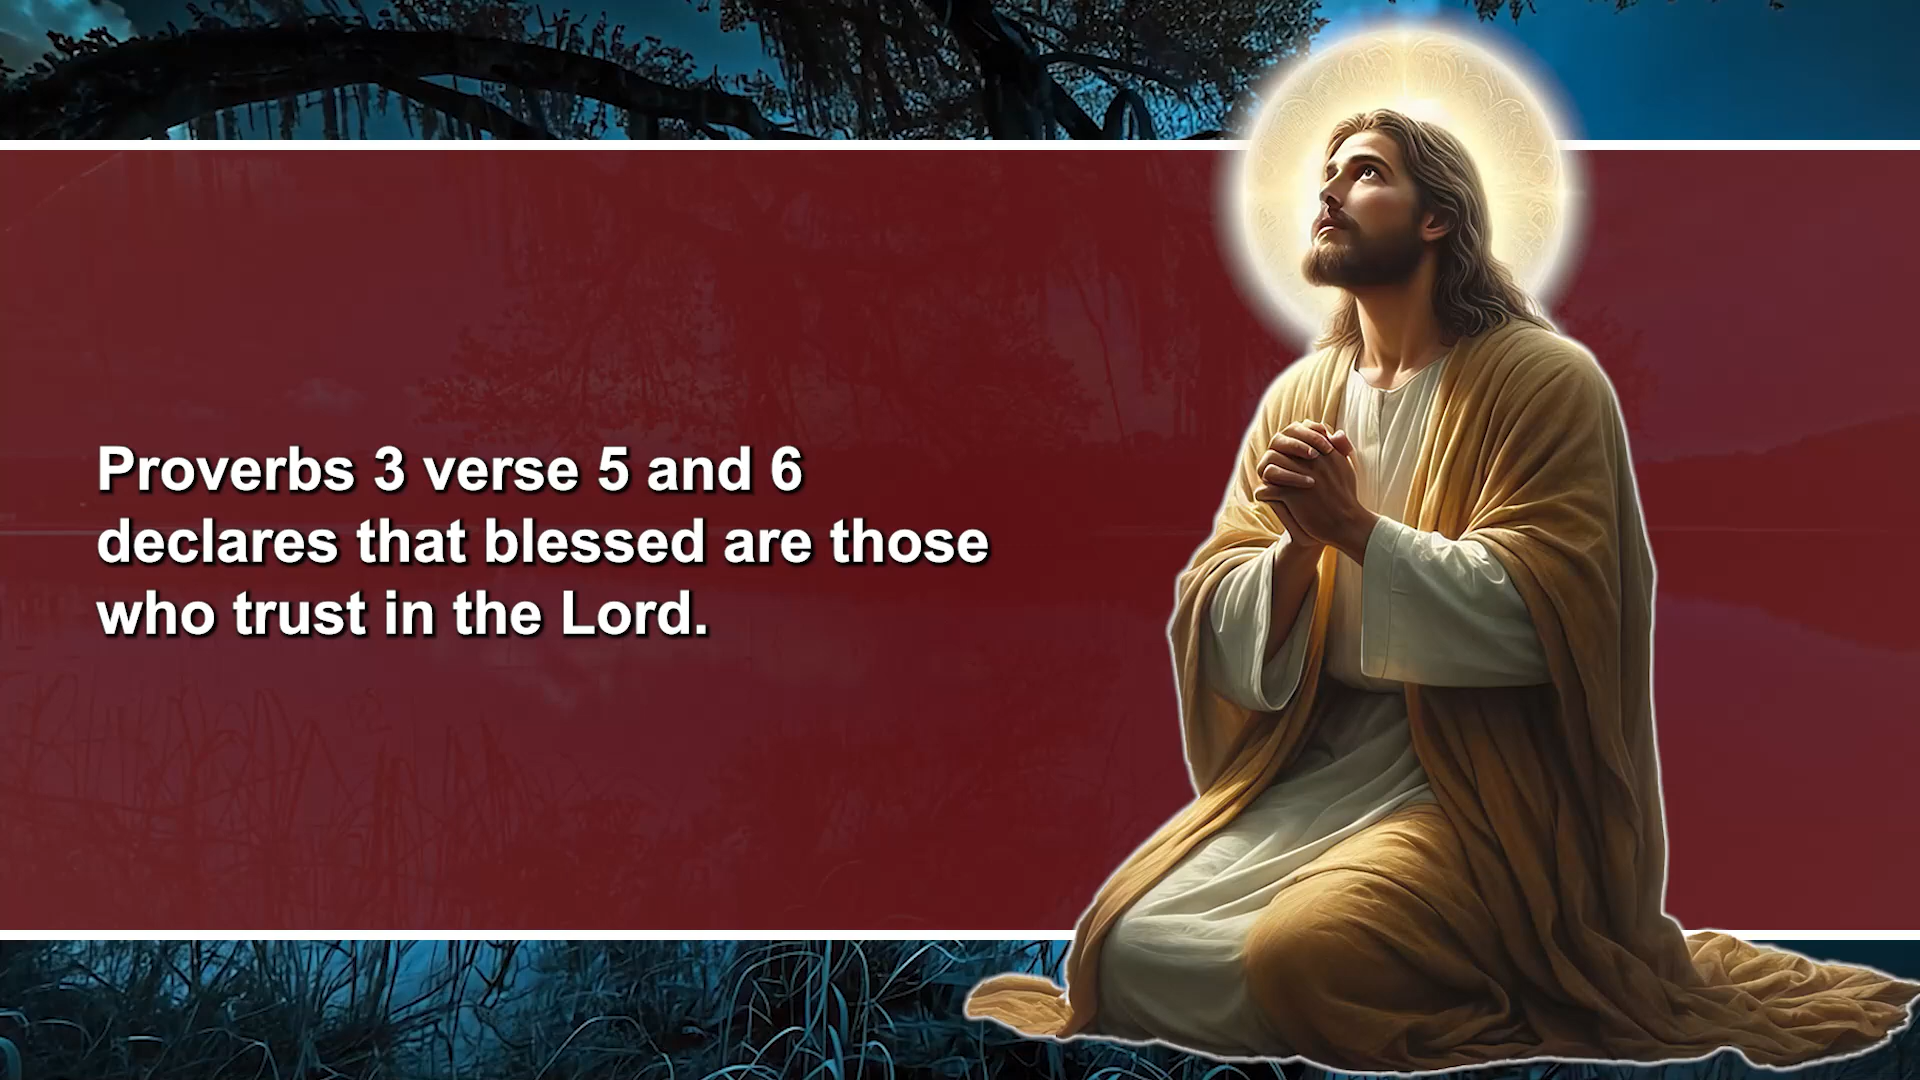 Proverbs 3 verse 5 and 6
declares that blessed are those
who trust in the Lord.